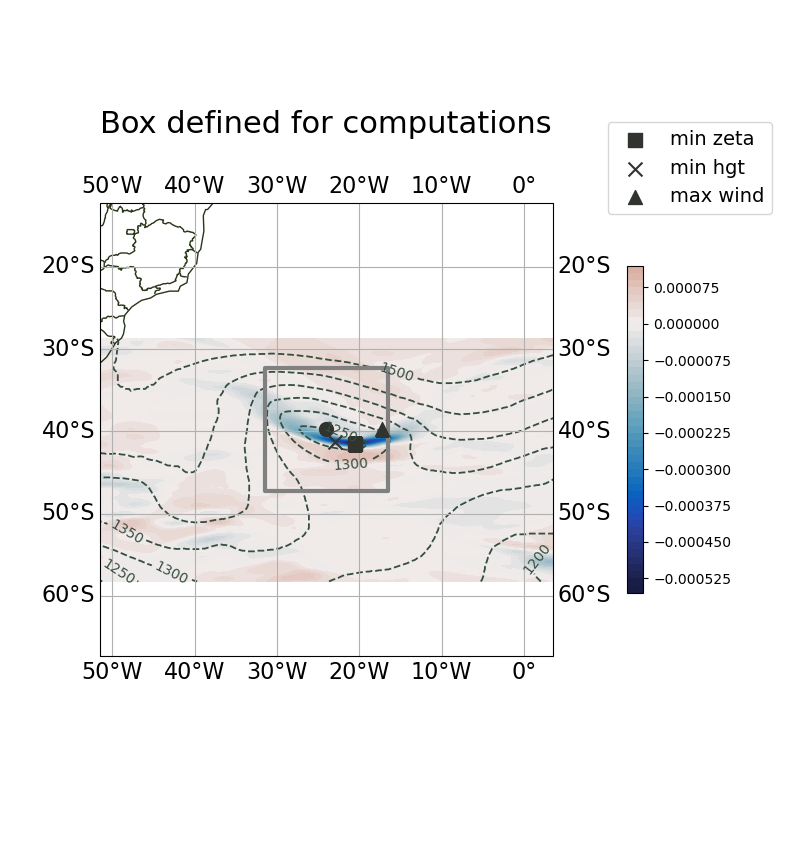 Box defined for computations
min zeta
min hgt
max wind
50°W 40°W 30°W 20°W 10°W 0°
20°S 20°S
30°S 30°S
40°S 40°S
50°S 50°S
60°S 60°S
50°W 40°W 30°W 20°W 10°W 0°
1500
1300
1350
1300
1250
1200
0.000075
0.000000
−0.000075
−0.000150
−0.000225
−0.000300
−0.000375
−0.000450
−0.000525